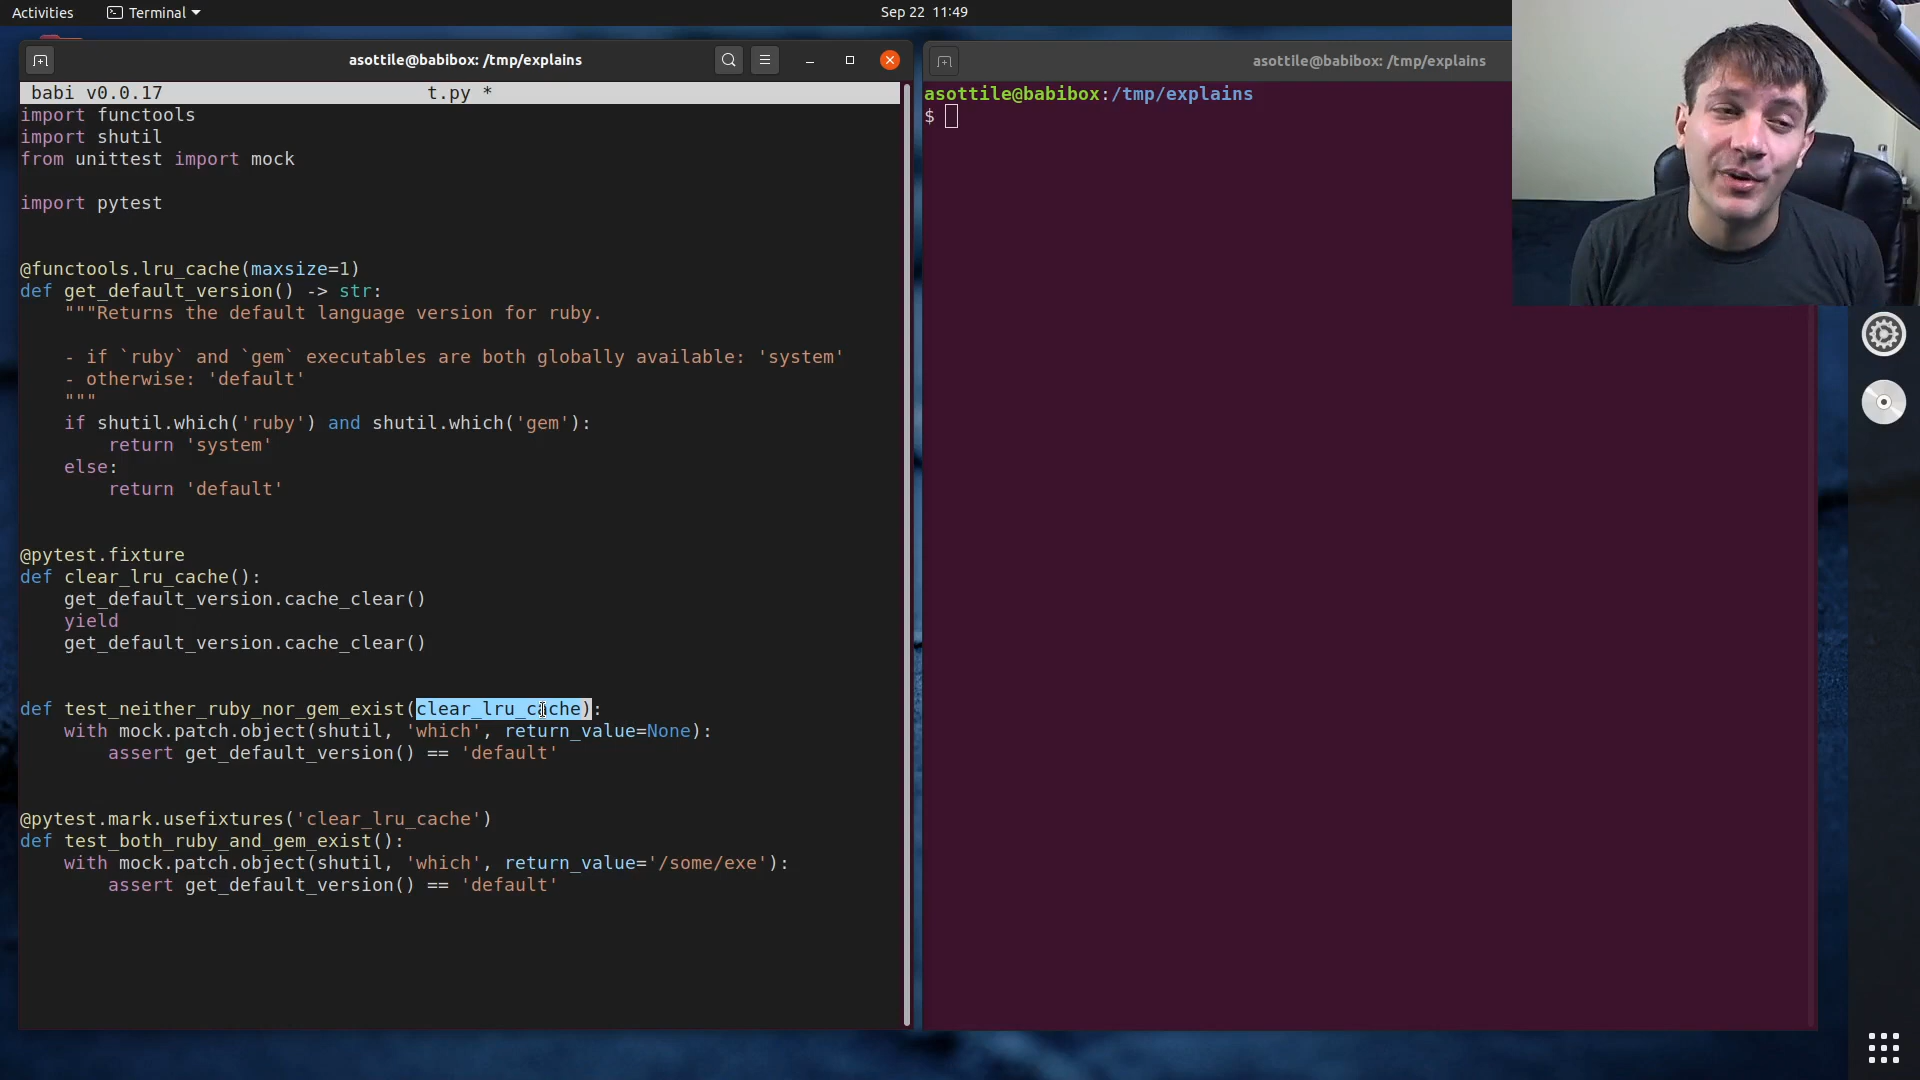 Activities
Terminal
Sep 22 11:49
asottile@babibox: /tmp/explains
babi v0.0.17 t.py *
import functools
import shutil
from unittest import mock
import pytest
@functools.lru_cache(maxsize=1)
def get_default_version() -> str:
"""Returns the default language version for ruby.
- if `ruby` and `gem` executables are both globally available: 'system'
- otherwise: 'default'
"""
if shutil.which('ruby') and shutil.which('gem'):
return 'system'
else:
return 'default'
@pytest.fixture
def clear_lru_cache():
get_default_version.cache_clear()
yield
get_default_version.cache_clear()
def test_neither_ruby_nor_gem_exist(clear_lru_cache):
with mock.patch.object(shutil, 'which', return_value=None):
assert get_default_version() == 'default'
@pytest.mark.usefixtures('clear_lru_cache')
def test_both_ruby_and_gem_exist():
with mock.patch.object(shutil, 'which', return_value='/some/exe'):
assert get_default_version() == 'default'
asottile@babibox: /tmp/explains
asottile@babibox:/tmp/explains
$